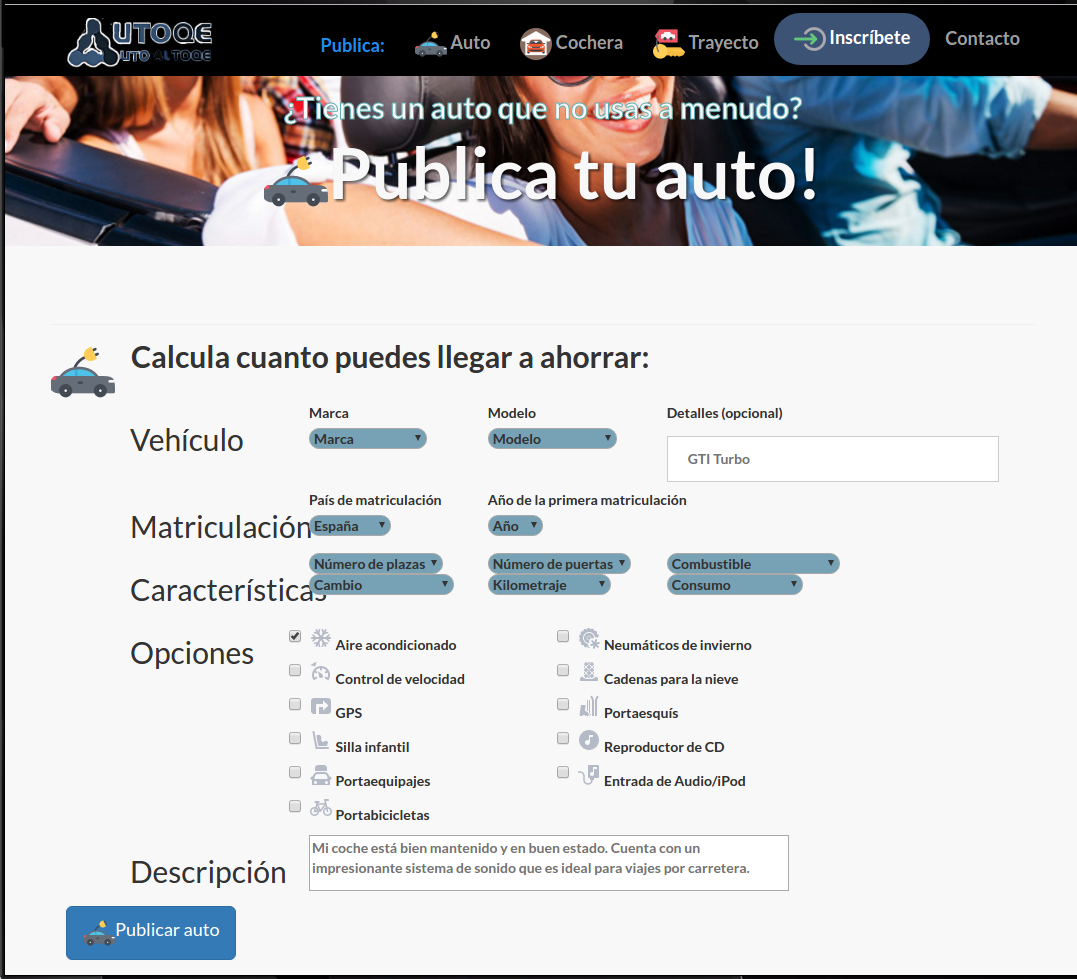 AUTOQE
AUTO AL TOQE
Publica:
Auto
Cochera
Trayecto
Inscríbete
Contacto
¿Tienes un auto que no usas a menudo?
Publica tu auto!
Calcula cuanto puedes llegar a ahorrar:
Vehículo
Marca
Marca
Modelo
Modelo
Detalles (opcional)
GTI Turbo
Matriculación
País de matriculación
España
Año de la primera matriculación
Año
Características
Número de plazas
Número de puertas
Combustible
Cambio
Kilometraje
Consumo
Opciones
Aire acondicionado
Neumáticos de invierno
Control de velocidad
Cadenas para la nieve
GPS
Portaesquís
Silla infantil
Reproductor de CD
Portaequipajes
Entrada de Audio/iPod
Portabicicletas
Descripción
Mi coche está bien mantenido y en buen estado. Cuenta con un
impresionante sistema de sonido que es ideal para viajes por carretera.
Publicar auto